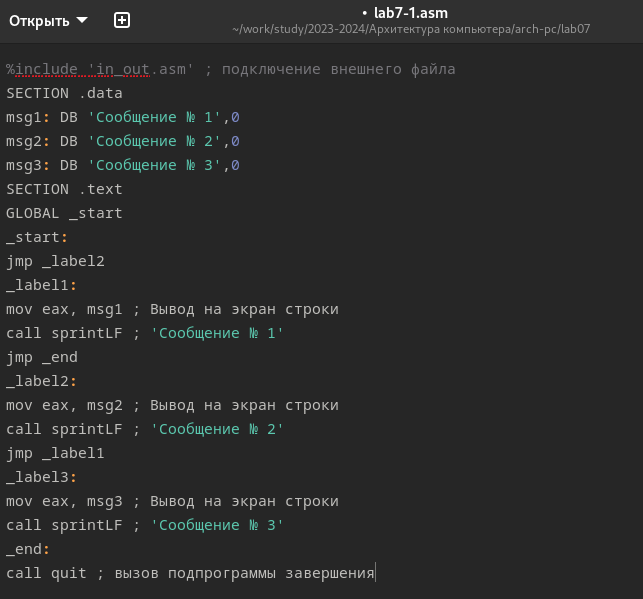 Открыть
• lab7-1.asm
~/work/study/2023-2024/Архитектура компьютера/arch-pc/lab07
%include 'in_out.asm' ; подключение внешнего файла
SECTION .data
msg1: DB 'Сообщение № 1',0
msg2: DB 'Сообщение № 2',0
msg3: DB 'Сообщение № 3',0
SECTION .text
GLOBAL _start
_start:
jmp _label2
_label1:
mov eax, msg1 ; Вывод на экран строки
call sprintLF ; 'Сообщение № 1'
jmp _end
_label2:
mov eax, msg2 ; Вывод на экран строки
call sprintLF ; 'Сообщение № 2'
jmp _label1
_label3:
mov eax, msg3 ; Вывод на экран строки
call sprintLF ; 'Сообщение № 3'
_end:
call quit ; вызов подпрограммы завершения